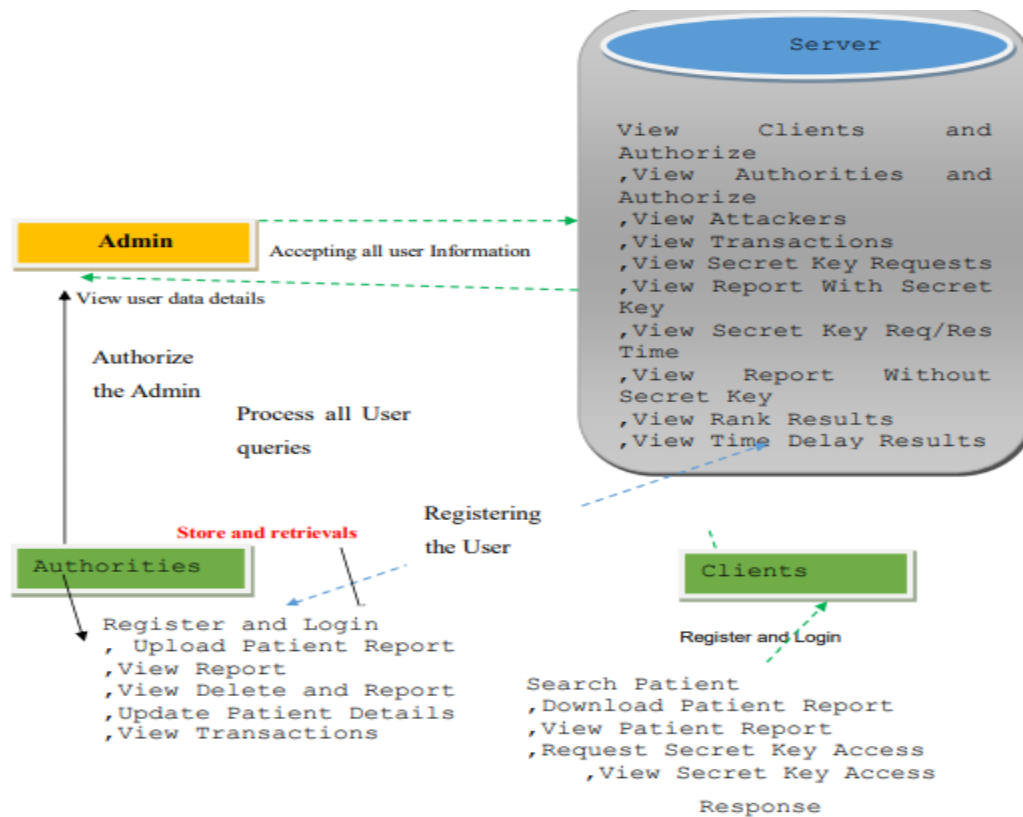 Server
View Clients and
Authorize
,View Authorities and
Authorize
,View Attackers
,View Transactions
,View Secret Key Requests
,View Report With Secret
Key
,View Secret Key Req/Res
Time
,View Report Without
Secret Key
,View Rank Results
,View Time Delay Results
Admin
Accepting all user Information
View user data details
Authorize
the Admin
Process all User
queries
Registering
the User
Store and retrievals
Authorities
Register and Login
, Upload Patient Report
,View Report
,View Delete and Report
,Update Patient Details
,View Transactions
Clients
Register and Login
Search Patient
,Download Patient Report
,View Patient Report
,Request Secret Key Access
,View Secret Key Access
Response